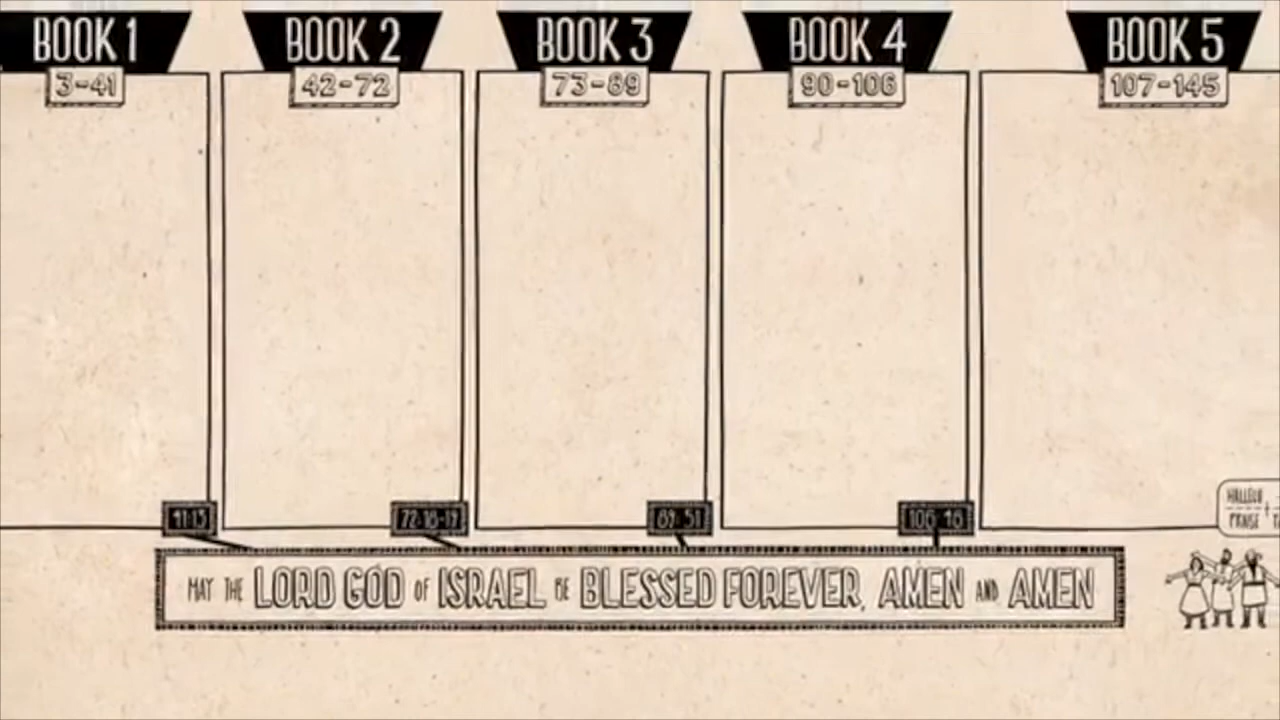 BOOK 1
BOOK 2
BOOK 3
BOOK 4
BOOK 5
3-41
42-72
73-89
90-106
107-145
41:13
72:18-19
89:51
106:48
HALLELU
PRAISE
MAY THE LORD GOD OF ISRAEL BE BLESSED FOREVER, AMEN AND AMEN